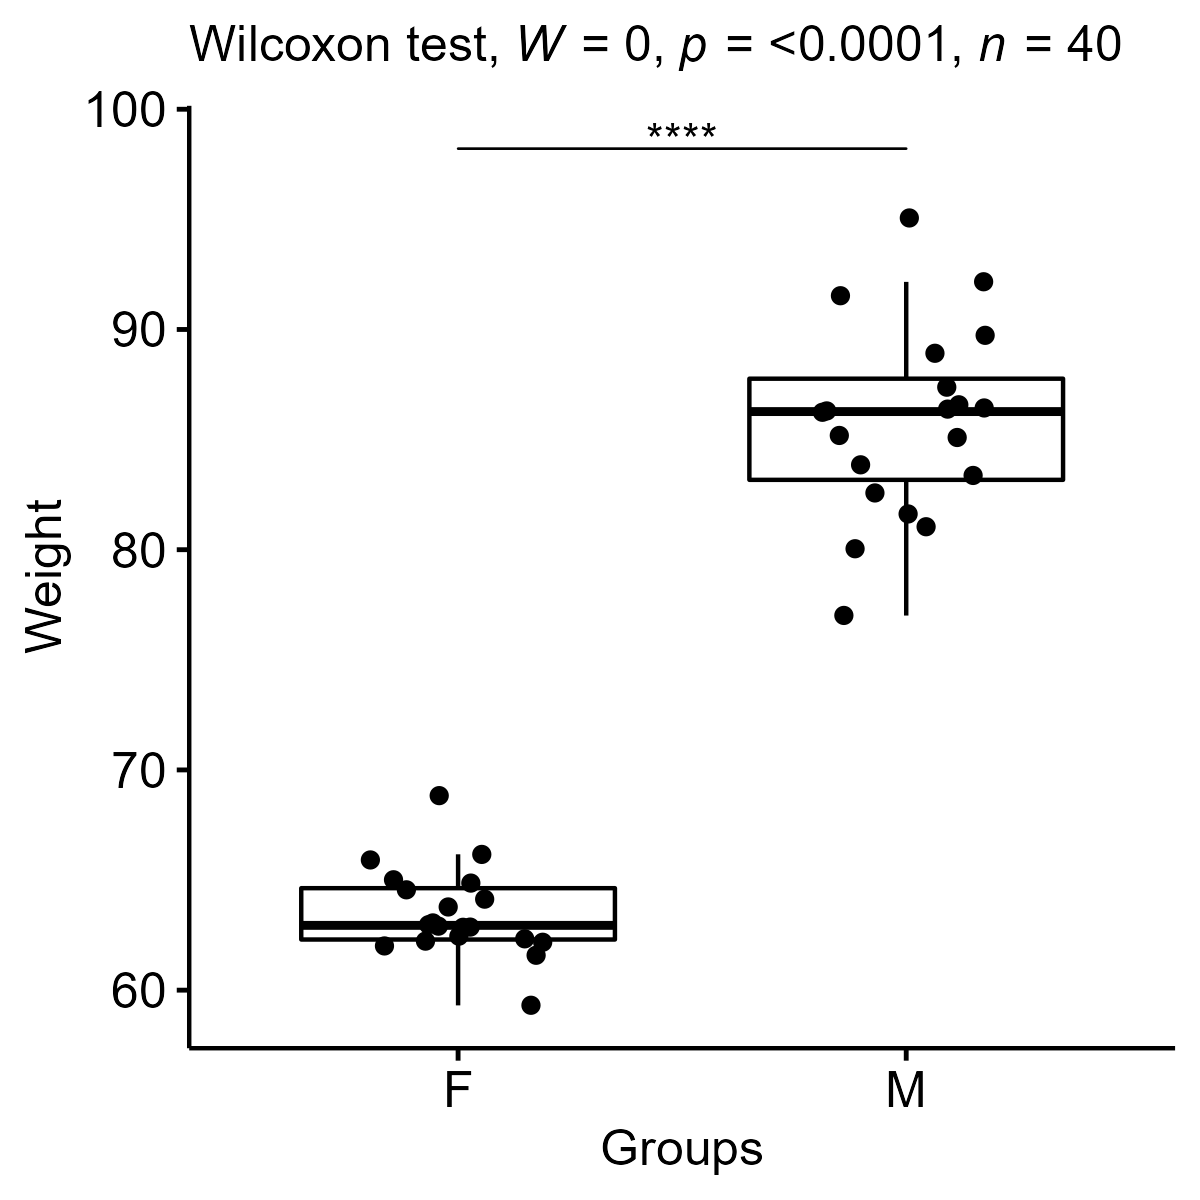 Wilcoxon test, W = 0, p = <0.0001, n = 40
100
****
90
80
70
60
Weight
F M
Groups